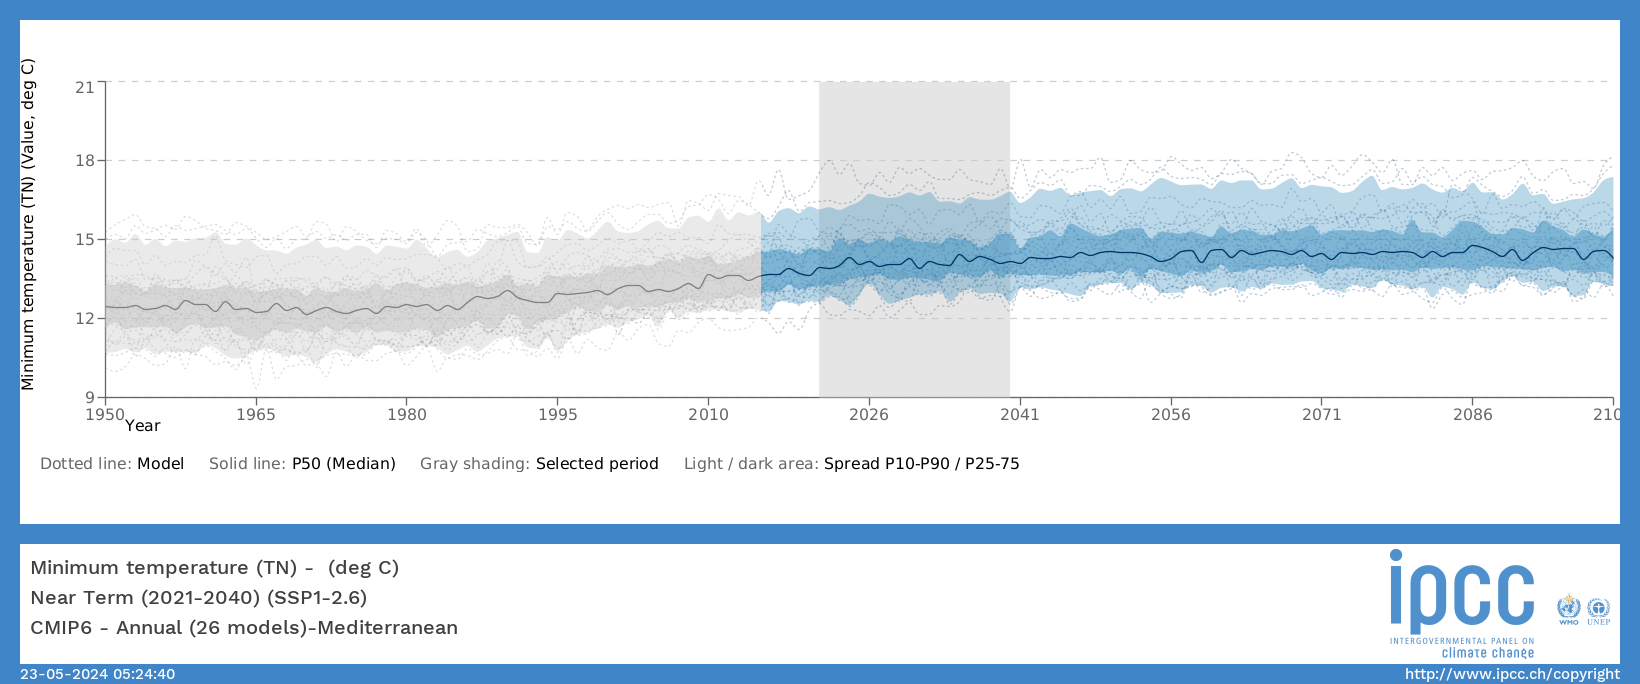 Minimum temperature (TN) (Value, deg C)
21
18
15
12
9
1950 1965 1980 1995 2010 2026 2041 2056 2071 2086 210
Year
Dotted line: Model Solid line: P50 (Median) Gray shading: Selected period Light / dark area: Spread P10-P90 / P25-75
Minimum temperature (TN) - (deg C)
Near Term (2021-2040) (SSP1-2.6)
CMIP6 - Annual (26 models)-Mediterranean
ipcc
INTERGOVERNMENTAL PANEL ON
climate change
WMO UNEP
23-05-2024 05:24:40 http://www.ipcc.ch/copyright